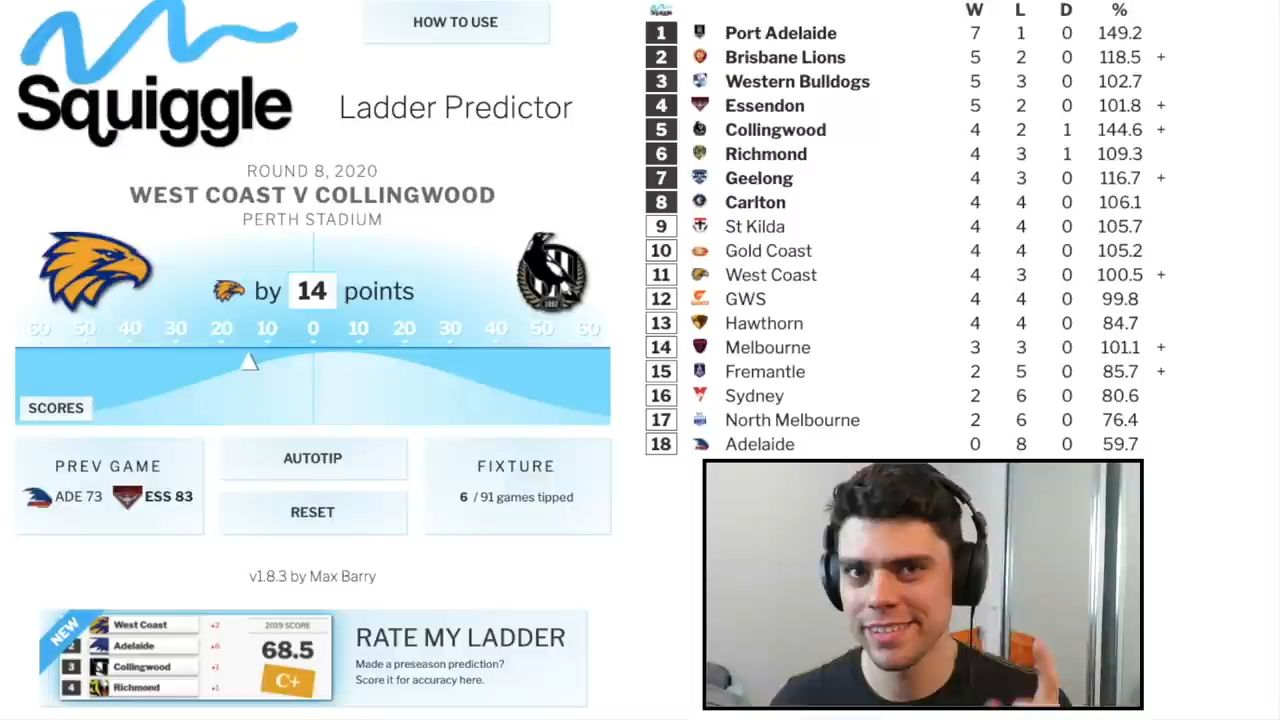 HOW TO USE
Squiggle
Ladder Predictor
ROUND 8, 2020
WEST COAST V COLLINGWOOD
PERTH STADIUM
by 14 points
60 50 40 30 20 10 0 10 20 30 40 50 60
SCORES
PREV GAME
ADE 73 ESS 83
AUTOTIP
RESET
FIXTURE
6 / 91 games tipped
v1.8.3 by Max Barry
NEW
West Coast
Adelaide
3 Collingwood
4 Richmond
2019 SCORE
68.5
C+
RATE MY LADDER
Made a preseason prediction?
Score it for accuracy here.
W L D %
1 Port Adelaide 7 1 0 149.2
2 Brisbane Lions 5 2 0 118.5 +
3 Western Bulldogs 5 3 0 102.7
4 Essendon 5 2 0 101.8 +
5 Collingwood 4 2 1 144.6 +
6 Richmond 4 3 1 109.3
7 Geelong 4 3 0 116.7 +
8 Carlton 4 4 0 106.1
9 St Kilda 4 4 0 105.7
10 Gold Coast 4 4 0 105.2
11 West Coast 4 3 0 100.5 +
12 GWS 4 4 0 99.8
13 Hawthorn 4 4 0 84.7
14 Melbourne 3 3 0 101.1 +
15 Fremantle 2 5 0 85.7 +
16 Sydney 2 6 0 80.6
17 North Melbourne 2 6 0 76.4
18 Adelaide 0 8 0 59.7